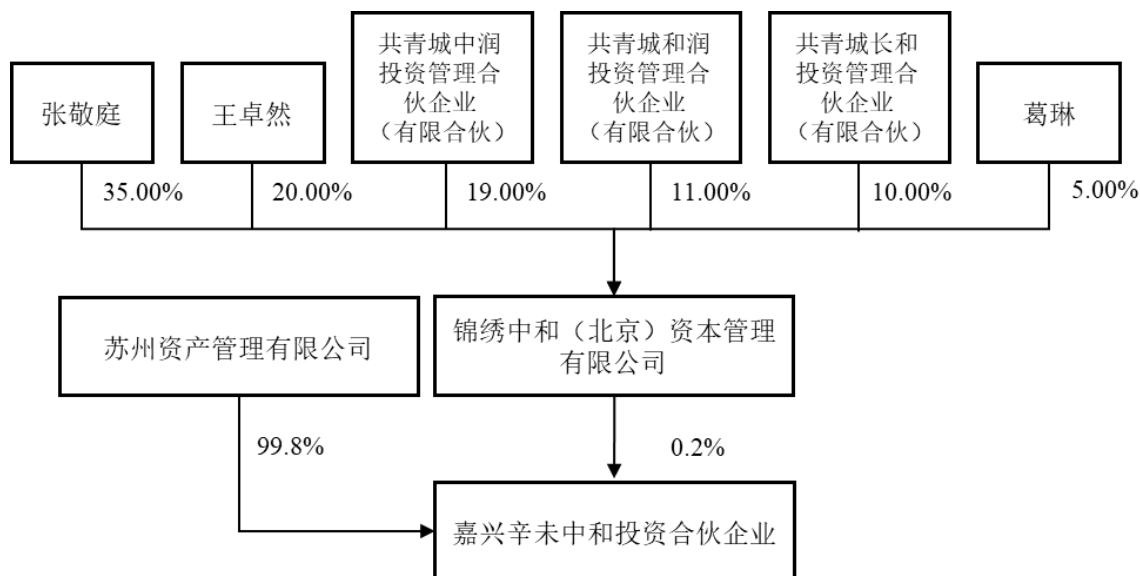 张敬庭
王卓然
共青城中润
投资管理合
伙企业
（有限合伙）
共青城和润
投资管理合
伙企业
（有限合伙）
共青城长和
投资管理合
伙企业
（有限合伙）
葛琳
35.00%
20.00%
19.00%
11.00%
10.00%
5.00%
苏州资产管理有限公司
锦绣中和（北京）资本管理
有限公司
99.8%
0.2%
嘉兴辛未中和投资合伙企业